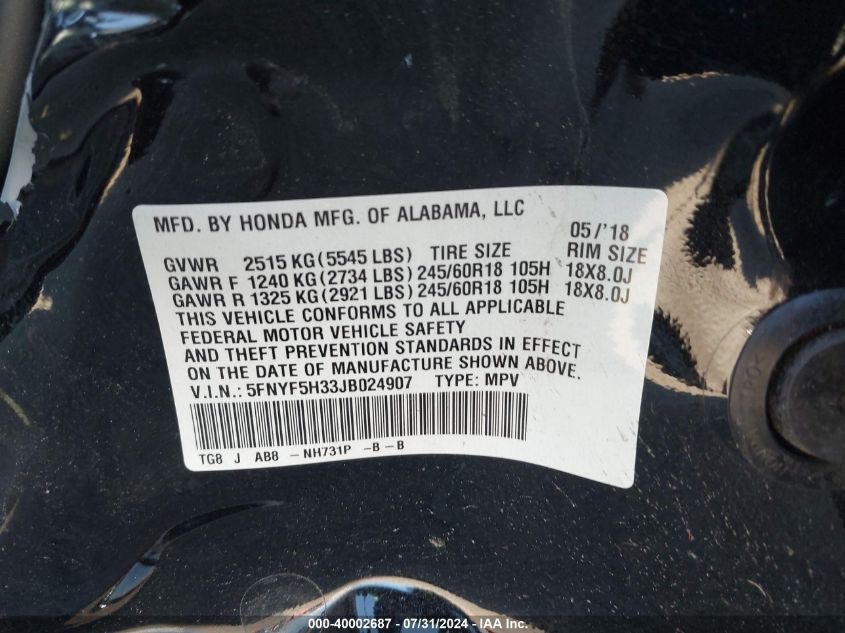 MFD. BY HONDA MFG. OF ALABAMA, LLC 05/'18
GVWR 2515 KG (5545 LBS) TIRE SIZE RIM SIZE
GAWR F 1240 KG (2734 LBS) 245/60R18 105H 18X8.0J
GAWR R 1325 KG (2921 LBS) 245/60R18 105H 18X8.0J
THIS VEHICLE CONFORMS TO ALL APPLICABLE
FEDERAL MOTOR VEHICLE SAFETY
AND THEFT PREVENTION STANDARDS IN EFFECT
ON THE DATE OF MANUFACTURE SHOWN ABOVE.
V.I.N.: 5FNYF5H33JB024907 TYPE: MPV
TG8 J AB8 - NH731P -B-B
000-40002687 - 07/31/2024 - © IAA Holdings, LLC.